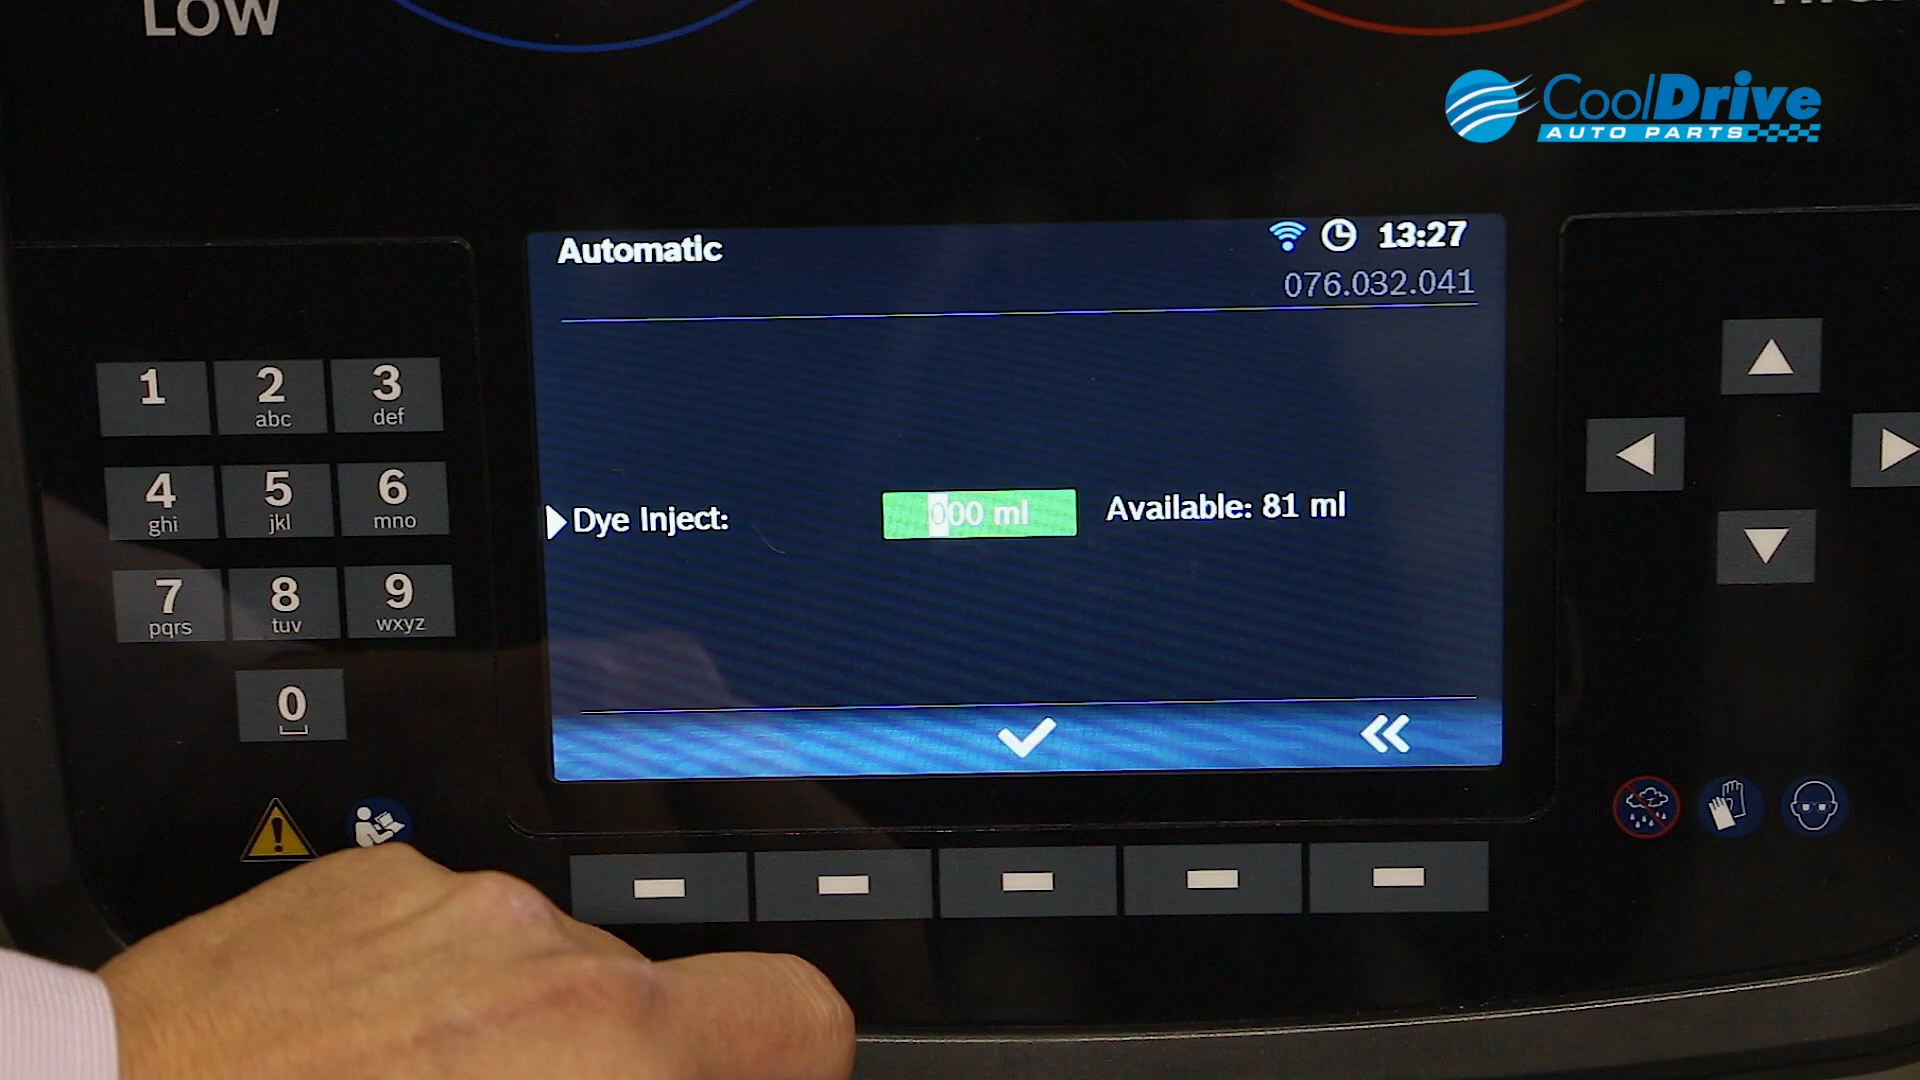 LOW
CoolDrive
AUTO PARTS
Automatic
13:27
076.032.041
Dye Inject:
000 ml
Available: 81 ml
1
2
abc
3
def
4
ghi
5
jkl
6
mno
7
pqrs
8
tuv
9
wxyz
0